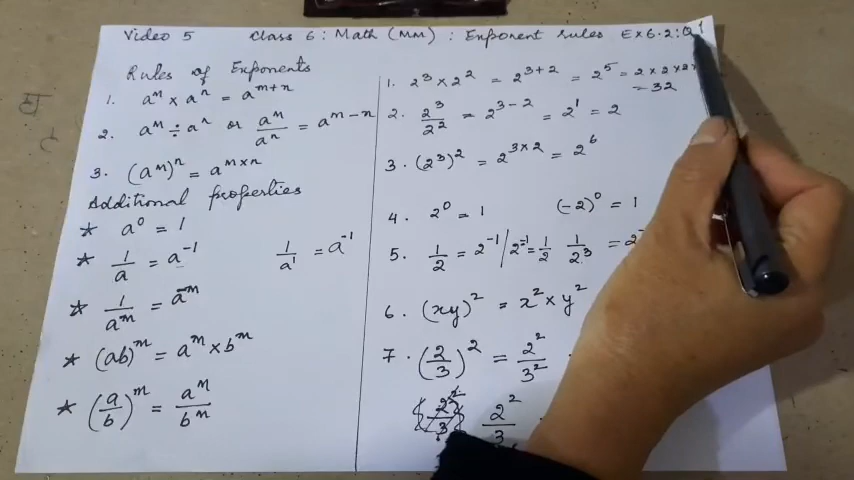 Video 5 Class 6 : Math (MM) : Exponent rules EX 6.2 : Q 1
Rules of Exponents
1. a^m × a^n = a^(m+n)
2. a^m ÷ a^n or a^m/a^n = a^(m-n)
3. (a^m)^n = a^(m×n)
Additional properties
* a^0 = 1
* 1/a = a^-1 1/a^1 = a^-1
* 1/a^m = a^-m
* (ab)^m = a^m × b^m
* (a/b)^m = a^m/b^m
1. 2^3 × 2^2 = 2^(3+2) = 2^5 = 2 × 2 × 2 ×
= 32
2. 2^3/2^2 = 2^(3-2) = 2^1 = 2
3. (2^3)^2 = 2^(3×2) = 2^6
4. 2^0 = 1 (-2)^0 = 1
5. 1/2 = 2^-1 / 2^-1 = 1/2 1/2^3 = 2^-
6. (xy)^2 = x^2 × y^2
7. (2/3)^2 = 2^2/3^2
2^2/3